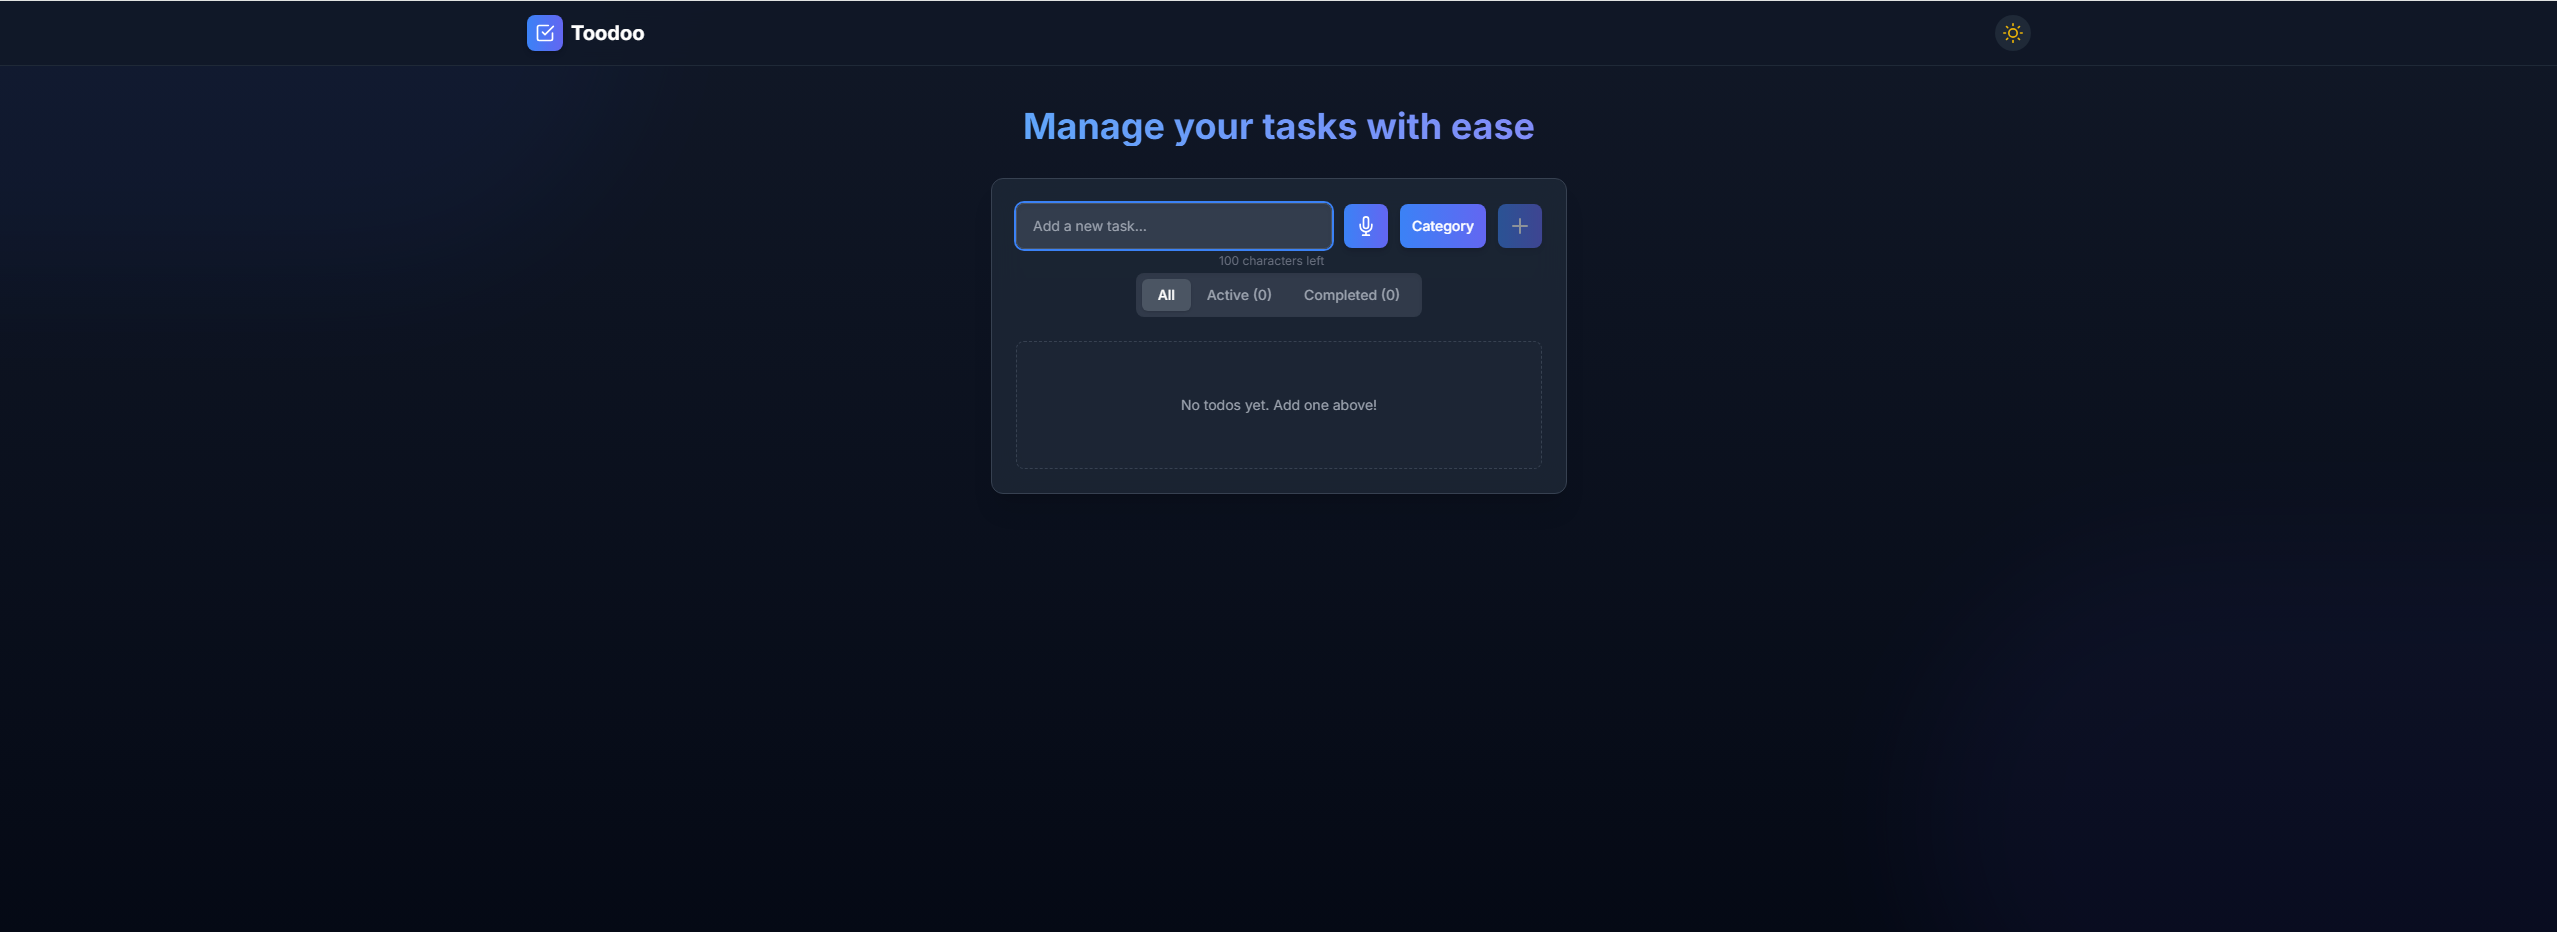 Toodoo
Manage your tasks with ease
Add a new task...
Category
100 characters left
All Active (0) Completed (0)
No todos yet. Add one above!